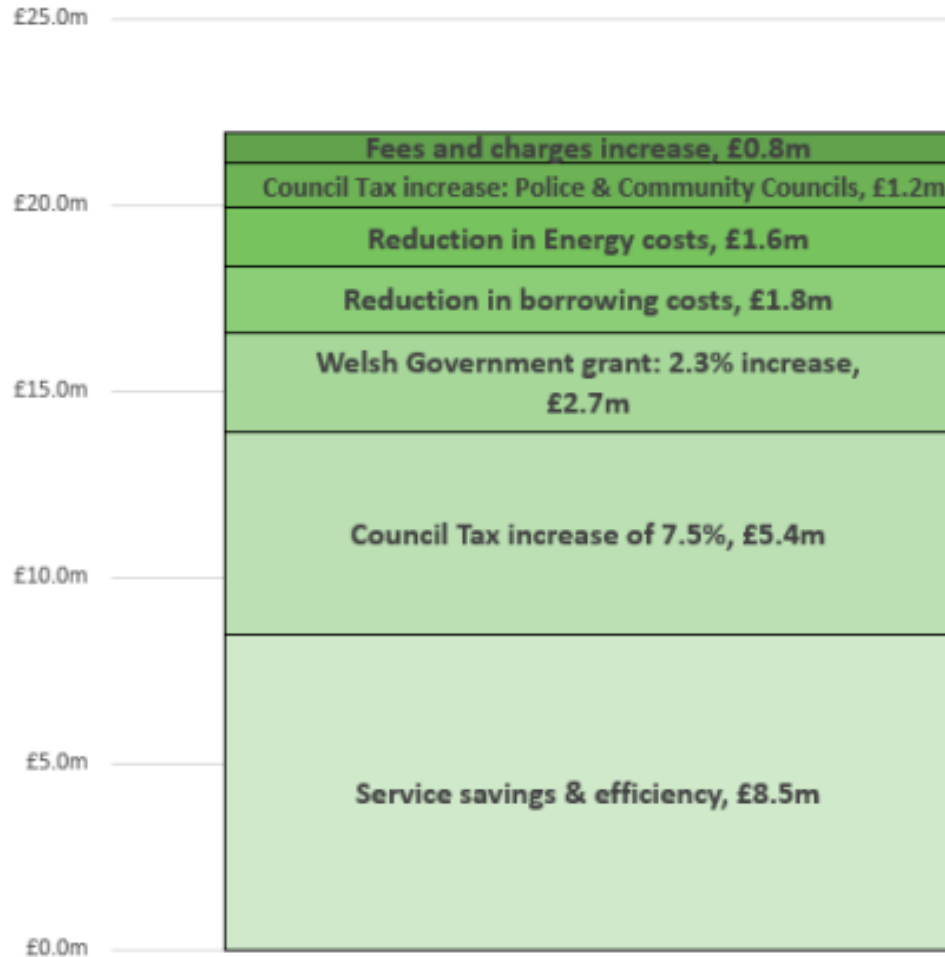 £25.0m
Fees and charges increase, £0.8m
Council Tax increase: Police & Community Councils, £1.2m
£20.0m
Reduction in Energy costs, £1.6m
Reduction in borrowing costs, £1.8m
Welsh Government grant: 2.3% increase,
£2.7m
£15.0m
Council Tax increase of 7.5%, £5.4m
£10.0m
£5.0m
Service savings & efficiency, £8.5m
£0.0m